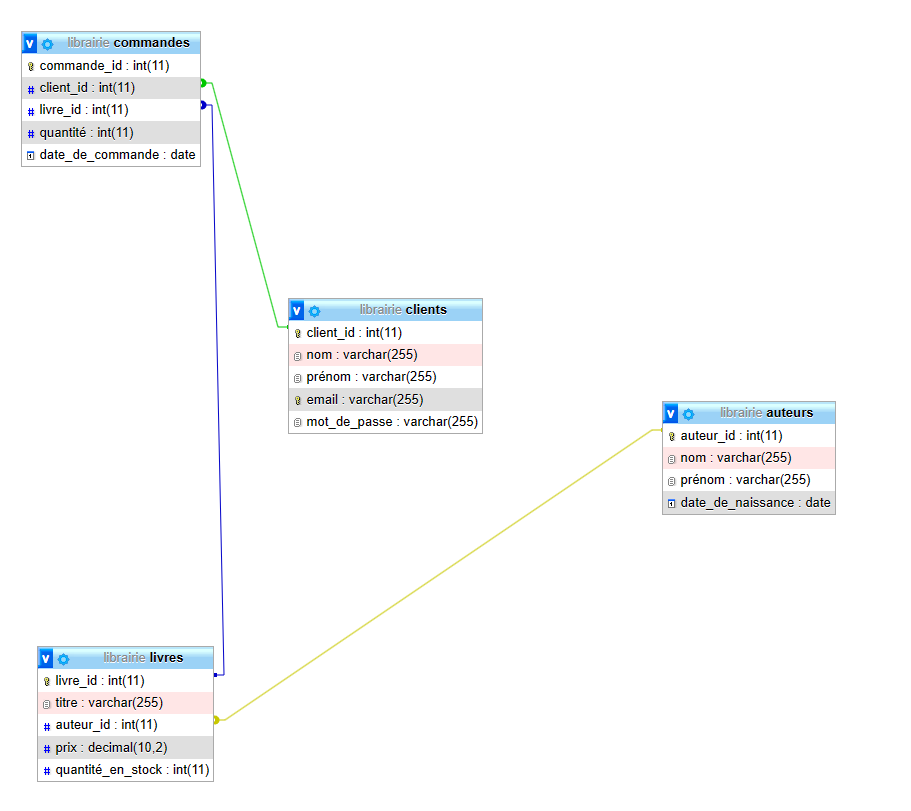 v librairie commandes
commande_id : int(11)
# client_id : int(11)
# livre_id : int(11)
# quantité : int(11)
date_de_commande : date
v librairie clients
client_id : int(11)
nom : varchar(255)
prénom : varchar(255)
email : varchar(255)
mot_de_passe : varchar(255)
v librairie auteurs
auteur_id : int(11)
nom : varchar(255)
prénom : varchar(255)
date_de_naissance : date
v librairie livres
livre_id : int(11)
titre : varchar(255)
# auteur_id : int(11)
# prix : decimal(10,2)
# quantité_en_stock : int(11)